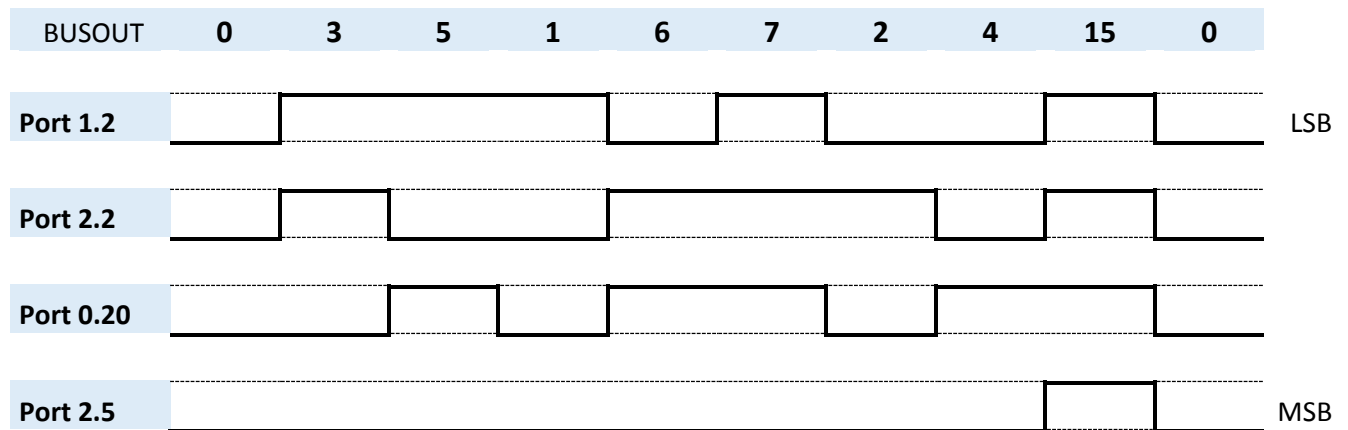 BUSOUT 0 3 5 1 6 7 2 4 15 0
Port 1.2 LSB
Port 2.2
Port 0.20
Port 2.5 MSB